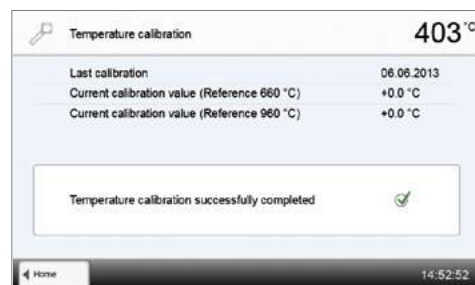 Temperature calibration 403 °C
Last calibration 06.06.2013
Current calibration value (Reference 660 °C) +0.0 °C
Current calibration value (Reference 960 °C) +0.0 °C
Temperature calibration successfully completed
Home 14:52:52